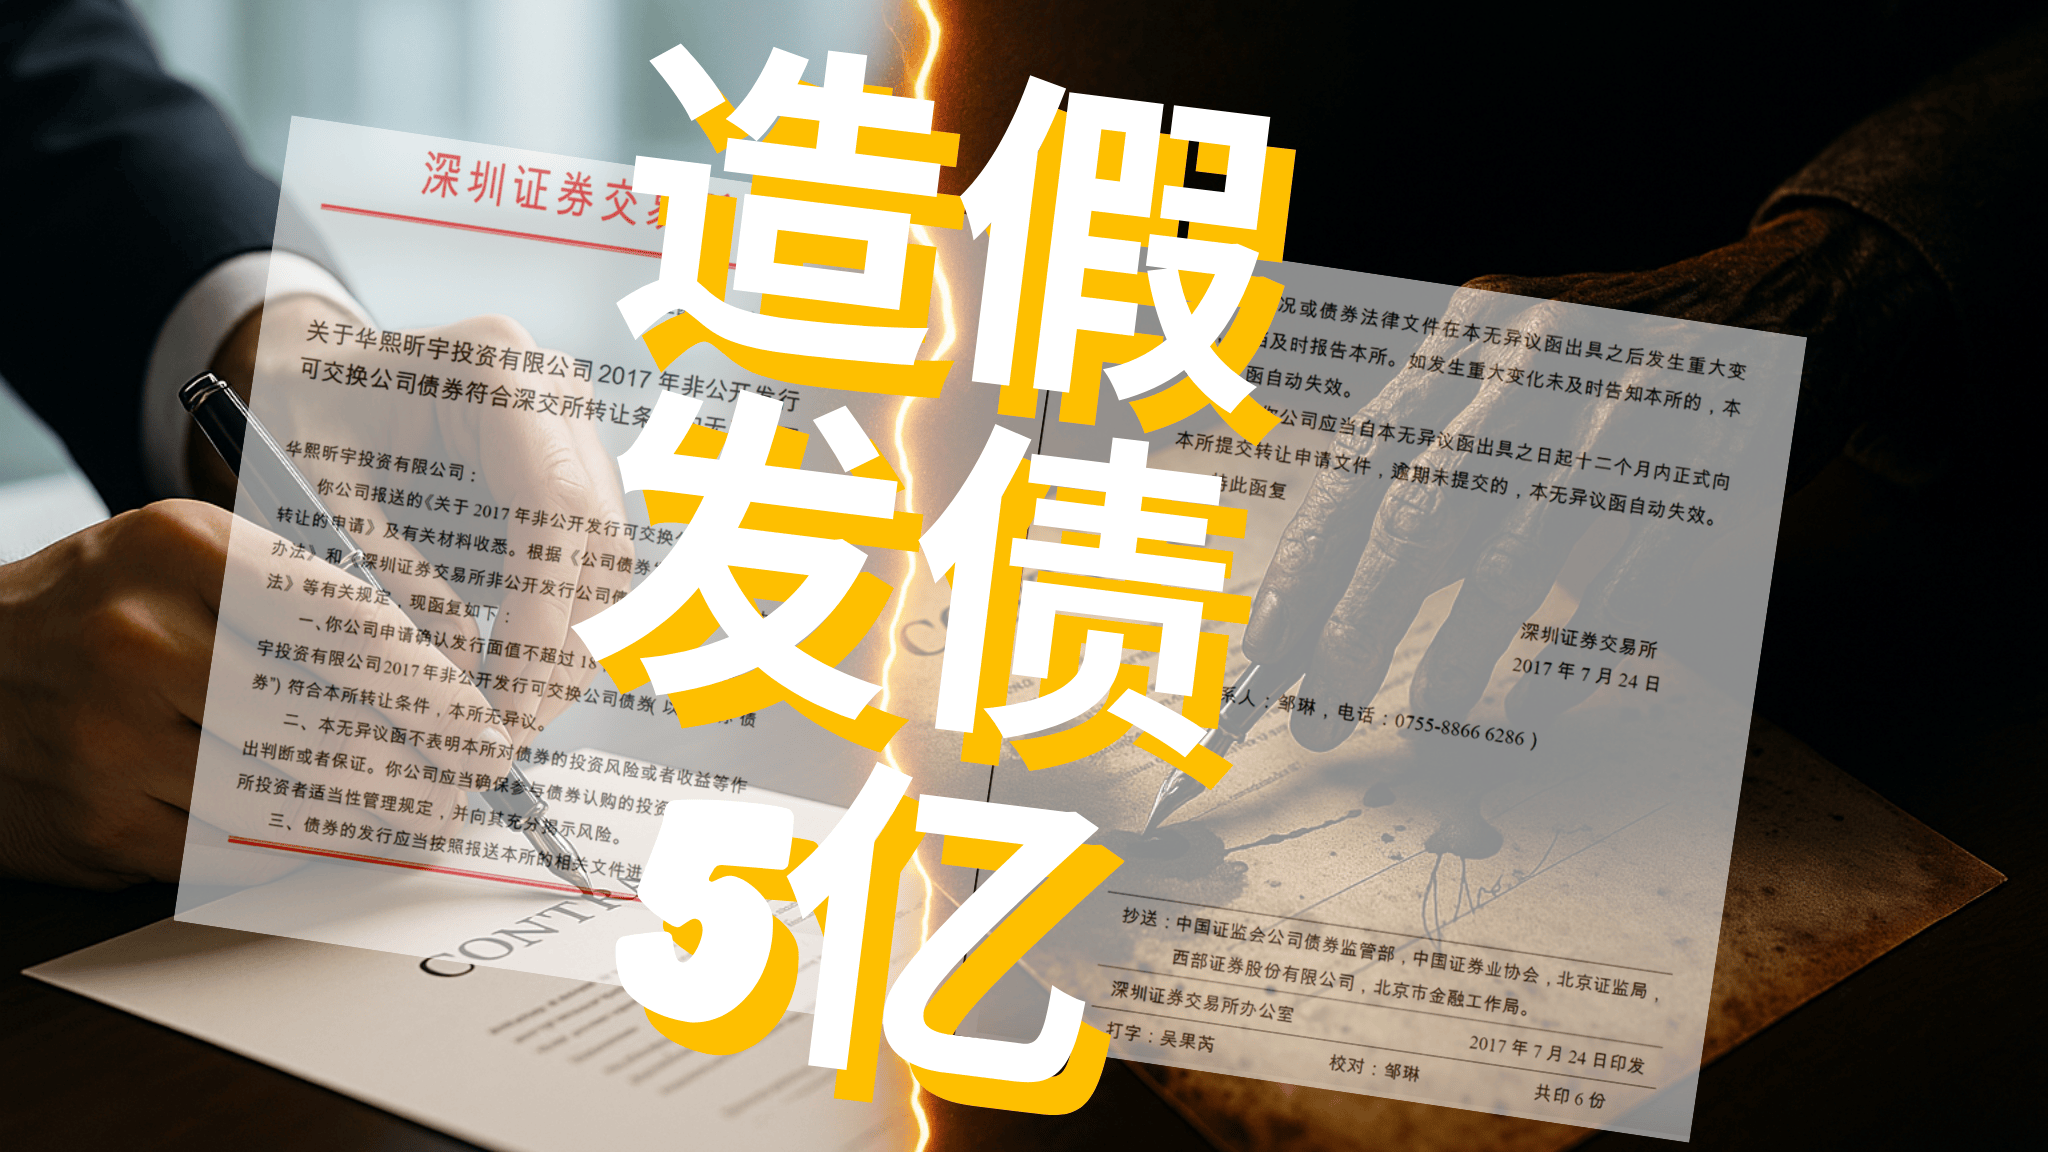 造假
发债
5亿
深圳证券交易
关于华熙昕宇投资有限公司2017年非公开发行
可交换公司债券符合深交所转让条
华熙昕宇投资有限公司：
你公司报送的《关于2017年非公开发行可交换
转让的申请》及有关材料收悉。根据《公司债券
办法》和《深圳证券交易所非公开发行公司债
法》等有关规定，现函复如下：
一、你公司申请确认发行面值不超过18
宇投资有限公司2017年非公开发行可交换公司债券(以 债
券”)符合本所转让条件，本所无异议。
二、本无异议函不表明本所对债券的投资风险或者收益等作
出判断或者保证。你公司应当确保参与债券认购的投资
所投资者适当性管理规定，并向其充分揭示风险。
三、债券的发行应当按照报送本所的相关文件进
CONT
况或债券法律文件在本无异议函出具之后发生重大变
及时报告本所。如发生重大变化未及时告知本所的，本
函自动失效。
你公司应当自本无异议函出具之日起十二个月内正式向
本所提交转让申请文件，逾期未提交的，本无异议函自动失效。
特此函复
深圳证券交易所
2017年7月24日
系人：邹琳，电话：0755-8866 6286）
抄送：中国证监会公司债券监管部，中国证券业协会，北京证监局，
西部证券股份有限公司，北京市金融工作局。
深圳证券交易所办公室
2017年7月24日印发
打字：吴果芮
校对：邹琳
共印6份